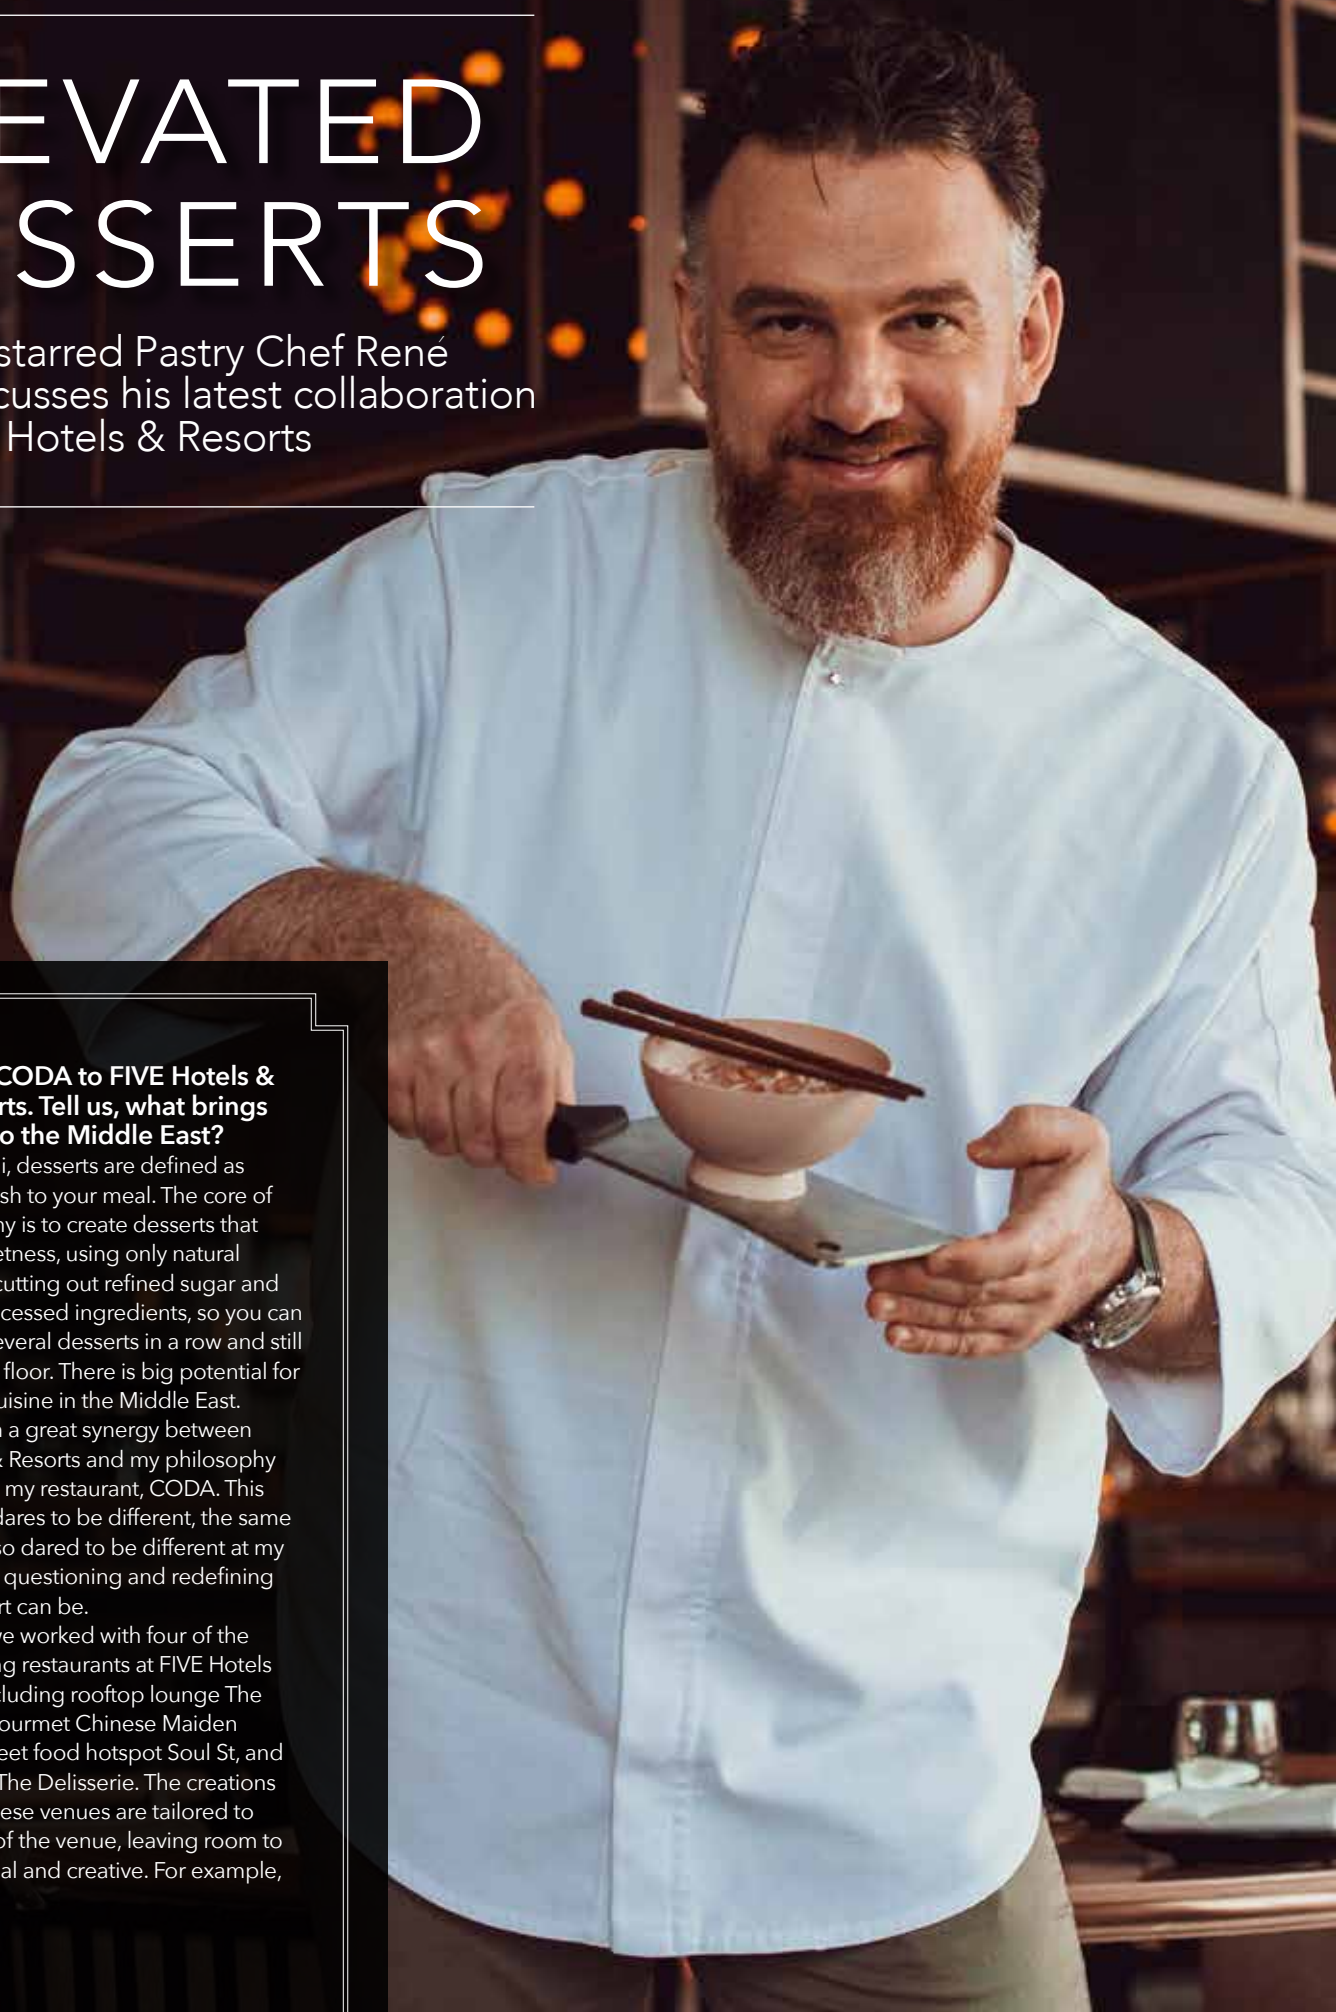 EVATED
SSERTS
starred Pastry Chef René
cusses his latest collaboration
Hotels & Resorts
CODA to FIVE Hotels &
rts. Tell us, what brings
o the Middle East?
i, desserts are defined as
sh to your meal. The core of
ny is to create desserts that
etness, using only natural
cutting out refined sugar and
cessed ingredients, so you can
everal desserts in a row and still
floor. There is big potential for
uisine in the Middle East.
a great synergy between
& Resorts and my philosophy
my restaurant, CODA. This
dares to be different, the same
so dared to be different at my
questioning and redefining
rt can be.
ve worked with four of the
ng restaurants at FIVE Hotels
cluding rooftop lounge The
ourmet Chinese Maiden
eet food hotspot Soul St, and
The Delisserie. The creations
ese venues are tailored to
of the venue, leaving room to
al and creative. For example,